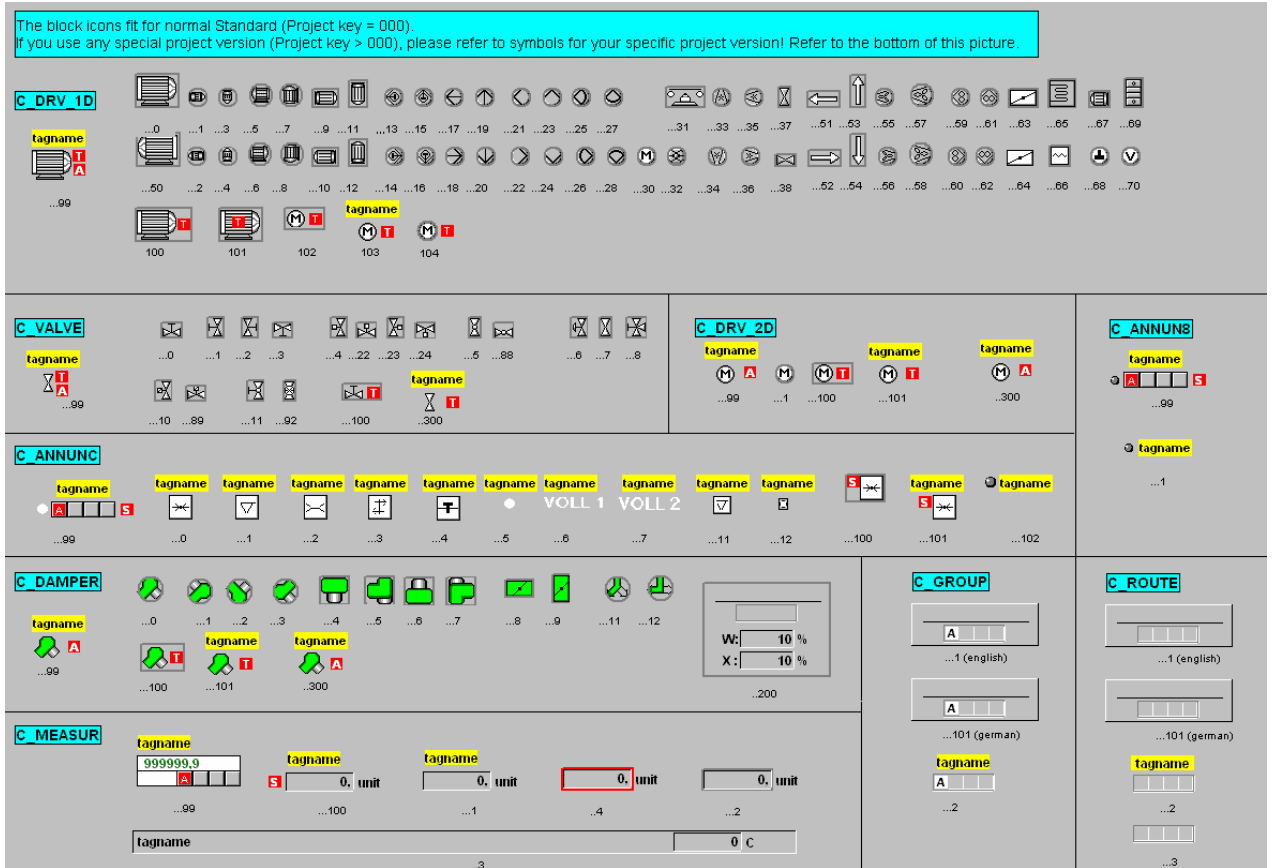 The block icons fit for normal Standard (Project key = 000).
If you use any special project version (Project key > 000), please refer to symbols for your specific project version! Refer to the bottom of this picture.
C_DRV_1D
tagname
T
A
...99
...0 ...1 ...3 ...5 ...7 ...9 ...11 ...13 ...15 ...17 ...19 ...21 ...23 ...25 ...27 ...31 ...33 ...35 ...37 ...51 ...53 ...55 ...57 ...59 ...61 ...63 ...65 ...67 ...69
M V
...50 ...2 ...4 ...6 ...8 ...10 ...12 ...14 ...16 ...18 ...20 ...22 ...24 ...26 ...28 ...30 ...32 ...34 ...36 ...38 ...52 ...54 ...56 ...58 ...60 ...62 ...64 ...66 ...68 ...70
tagname
T T M T M T M T
100 101 102 103 104
C_VALVE
tagname
T
A
...99
...0 ...1 ...2 ...3 ...4 ...22 ...23 ...24 ...5 ...88 ...6 ...7 ...8
tagname
T T
...10 ...89 ...11 ...92 ...100 ...300
C_DRV_2D
tagname tagname tagname
M A M M T M T M A
...99 ...1 ...100 ...101 ..300
C_ANNUN8
tagname
A S
...99
tagname
...1
C_ANNUNC
tagname tagname tagname tagname tagname tagname tagname tagname tagname tagname tagname tagname tagname
A S VOLL 1 VOLL 2 S S
...99 ...0 ...1 ...2 ...3 ...4 ...5 ...6 ...7 ...11 ...12 ...100 ...101 ...102
C_DAMPER
tagname
A
...99
...0 ...1 ...2 ...3 ...4 ...5 ...6 ...7 ...8 ...9 ...11 ...12
tagname tagname
T T A
...100 ...101 ...300
W: 10 %
X : 10 %
..200
C_GROUP
A
...1 (english)
A
...101 (german)
tagname
A
...2
C_ROUTE
...1 (english)
...101 (german)
tagname
...2
...3
C_MEASUR
tagname tagname tagname
999999,9
A S 0, unit 0, unit 0, unit 0, unit
...99 ...100 ...1 ..4 ...2
tagname 0 C
...3